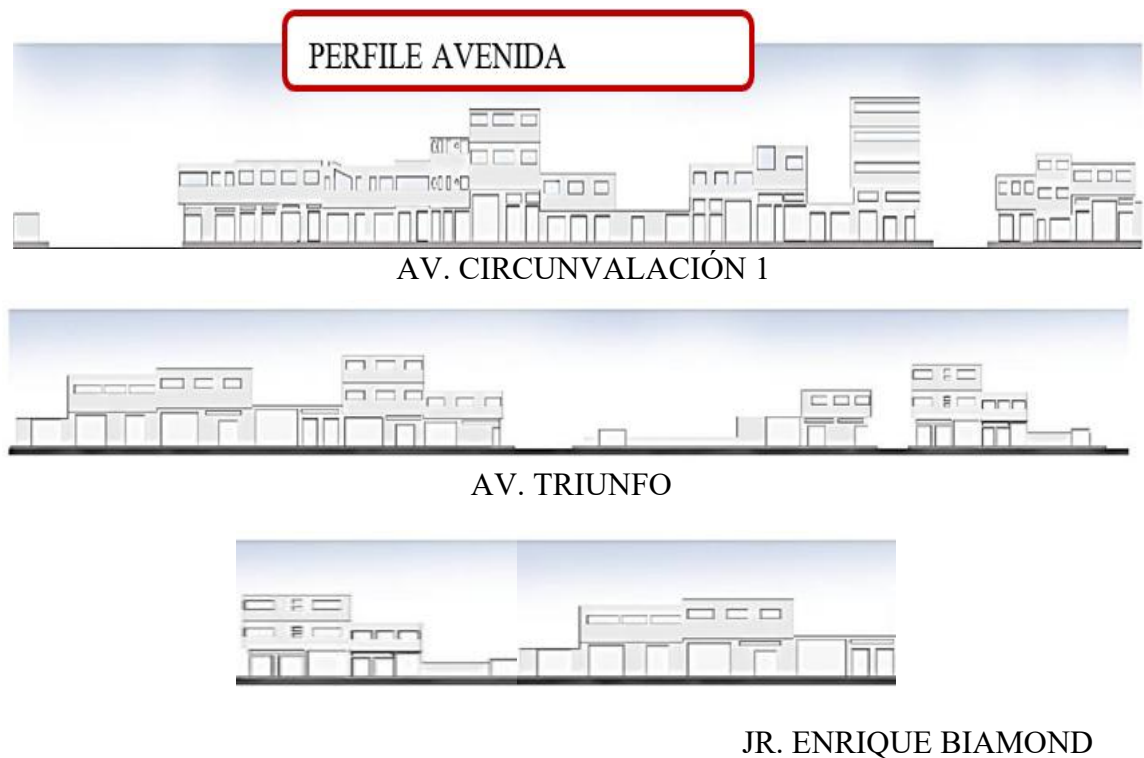 PERFILE AVENIDA
AV. CIRCUNVALACIÓN 1
AV. TRIUNFO
JR. ENRIQUE BIAMOND